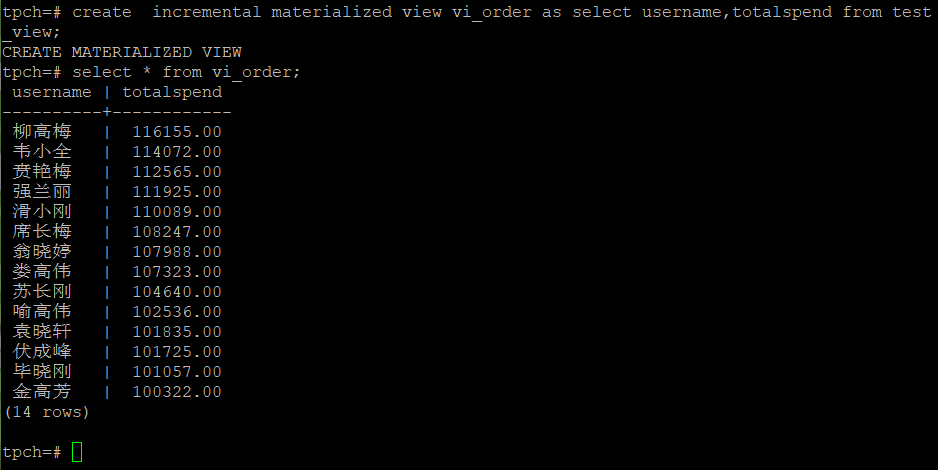 tpch=# create  incremental materialized view vi_order as select username,totalspend from test
_view;
CREATE MATERIALIZED VIEW
tpch=# select * from vi_order;
 username | totalspend
----------+------------
 柳高梅   |  116155.00
 韦小全   |  114072.00
 贲艳梅   |  112565.00
 强兰丽   |  111925.00
 滑小刚   |  110089.00
 席长梅   |  108247.00
 翁晓婷   |  107988.00
 娄高伟   |  107323.00
 苏长刚   |  104640.00
 喻高伟   |  102536.00
 袁晓轩   |  101835.00
 伏成峰   |  101725.00
 毕晓刚   |  101057.00
 金高芳   |  100322.00
(14 rows)
tpch=#